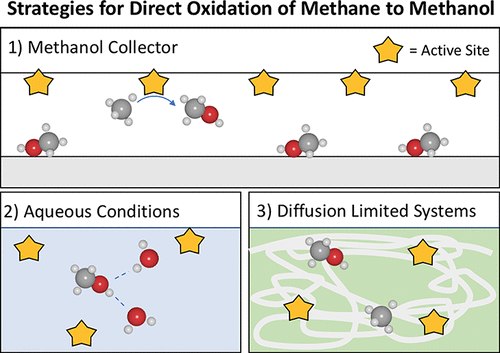 Strategies for Direct Oxidation of Methane to Methanol
1) Methanol Collector
= Active Site
2) Aqueous Conditions
3) Diffusion Limited Systems